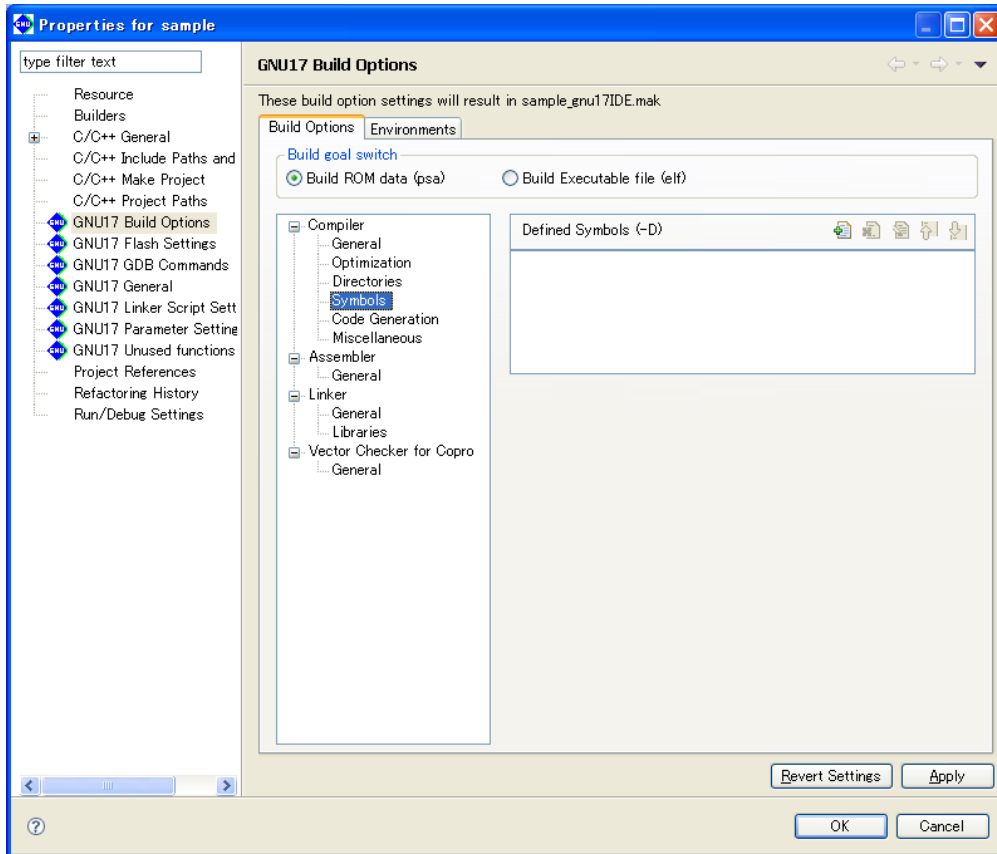 Properties for sample
type filter text
Resource
Builders
C/C++ General
C/C++ Include Paths and
C/C++ Make Project
C/C++ Project Paths
GNU17 Build Options
GNU17 Flash Settings
GNU17 GDB Commands
GNU17 General
GNU17 Linker Script Sett
GNU17 Parameter Setting
GNU17 Unused functions
Project References
Refactoring History
Run/Debug Settings
GNU17 Build Options
These build option settings will result in sample_gnu17IDE.mak
Build Options Environments
Build goal switch
Build ROM data (psa) Build Executable file (elf)
Compiler
General
Optimization
Directories
Symbols
Code Generation
Miscellaneous
Assembler
General
Linker
General
Libraries
Vector Checker for Copro
General
Defined Symbols (-D)
Revert Settings Apply
OK Cancel